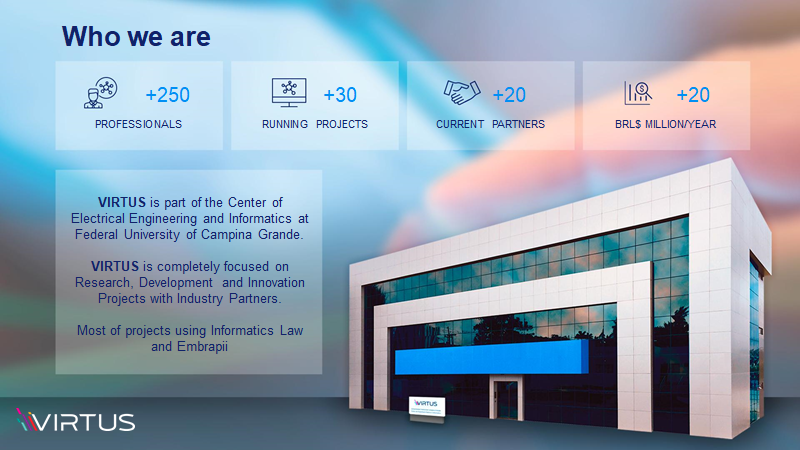 Who we are
+250
PROFESSIONALS
+30
RUNNING PROJECTS
+20
CURRENT PARTNERS
+20
BRL$ MILLION/YEAR
VIRTUS is part of the Center of
Electrical Engineering and Informatics at
Federal University of Campina Grande.
VIRTUS is completely focused on
Research, Development and Innovation
Projects with Industry Partners.
Most of projects using Informatics Law
and Embrapii
VIRTUS
VIRTUS